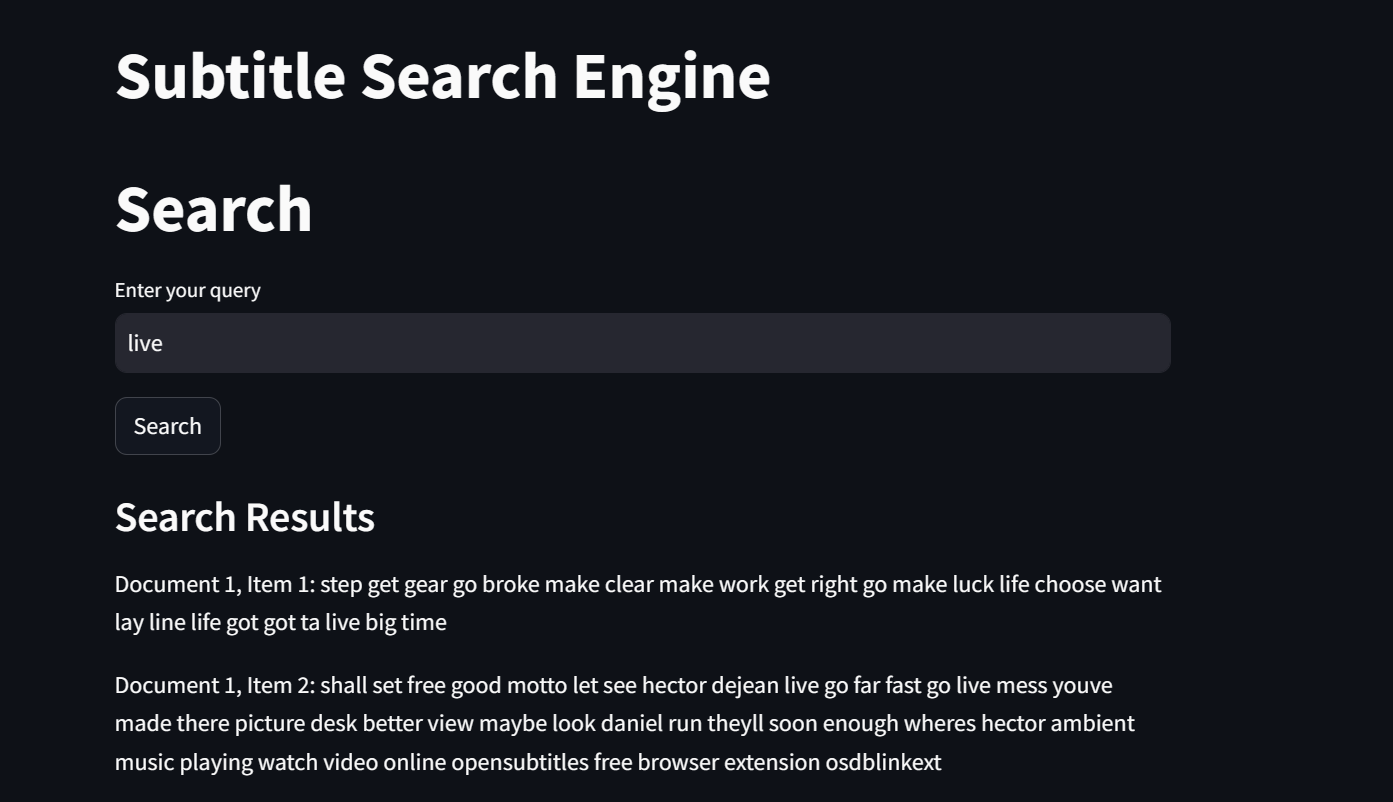 Subtitle Search Engine
Search
Enter your query
live
Search
Search Results
Document 1, Item 1: step get gear go broke make clear make work get right go make luck life choose want
lay line life got got ta live big time
Document 1, Item 2: shall set free good motto let see hector dejean live go far fast go live mess youve
made there picture desk better view maybe look daniel run theyll soon enough wheres hector ambient
music playing watch video online opensubtitles free browser extension osdblinkext